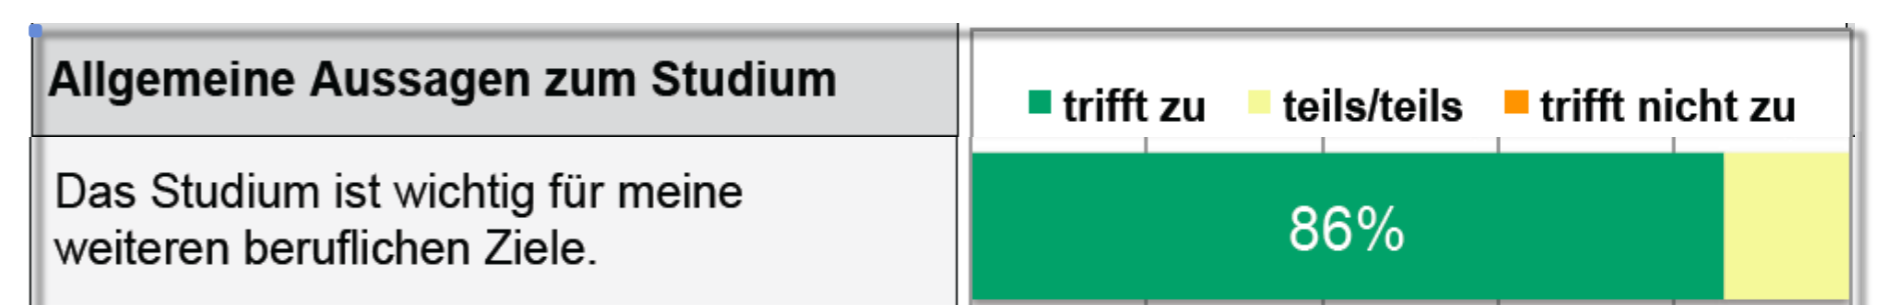 Allgemeine Aussagen zum Studium
trifft zu teils/teils trifft nicht zu
Das Studium ist wichtig für meine
weiteren beruflichen Ziele.
86%